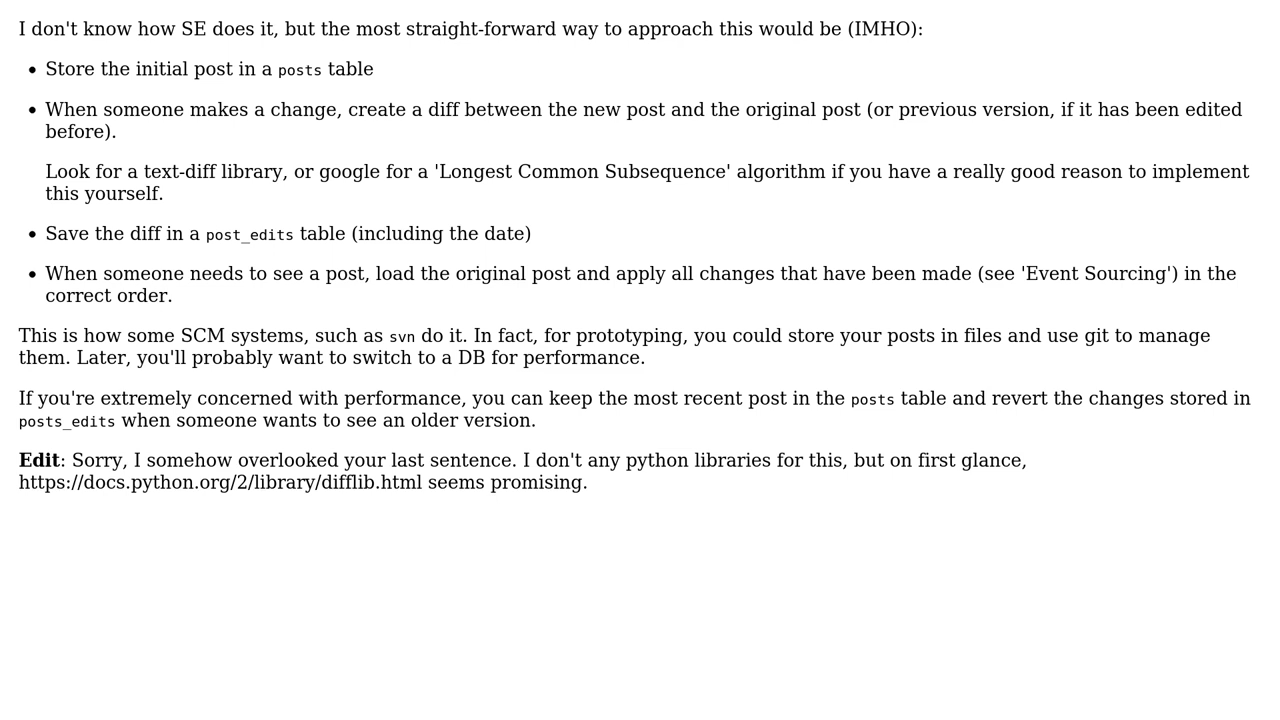 I don't know how SE does it, but the most straight-forward way to approach this would be (IMHO):
• Store the initial post in a posts table
• When someone makes a change, create a diff between the new post and the original post (or previous version, if it has been edited
before).
Look for a text-diff library, or google for a 'Longest Common Subsequence' algorithm if you have a really good reason to implement
this yourself.
• Save the diff in a post_edits table (including the date)
• When someone needs to see a post, load the original post and apply all changes that have been made (see 'Event Sourcing') in the
correct order.
This is how some SCM systems, such as svn do it. In fact, for prototyping, you could store your posts in files and use git to manage
them. Later, you'll probably want to switch to a DB for performance.
If you're extremely concerned with performance, you can keep the most recent post in the posts table and revert the changes stored in
posts_edits when someone wants to see an older version.
Edit: Sorry, I somehow overlooked your last sentence. I don't any python libraries for this, but on first glance,
https://docs.python.org/2/library/difflib.html seems promising.